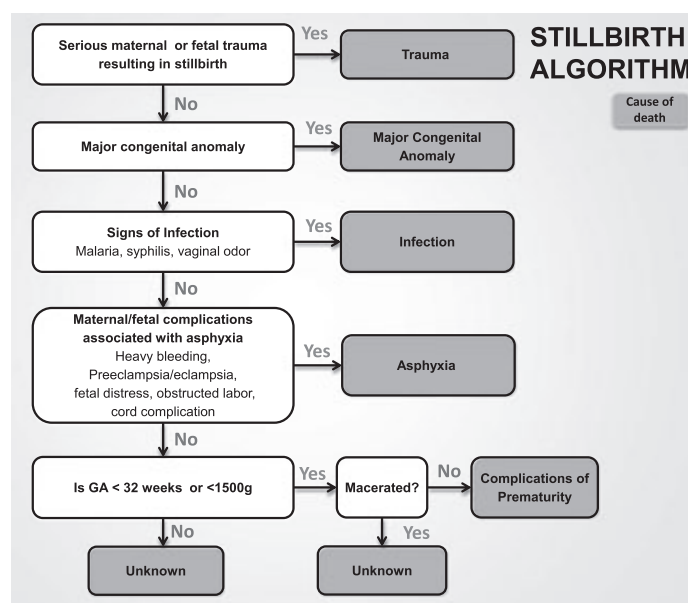 STILLBIRTH
ALGORITHM
Cause of
death
Serious maternal or fetal trauma
resulting in stillbirth
Yes
Trauma
No
Major congenital anomaly
Yes
Major Congenital
Anomaly
No
Signs of Infection
Malaria, syphilis, vaginal odor
Yes
Infection
No
Maternal/fetal complications
associated with asphyxia
Heavy bleeding,
Preeclampsia/eclampsia,
fetal distress, obstructed labor,
cord complication
Yes
Asphyxia
No
Is GA < 32 weeks or <1500g
Yes
Macerated?
No
Complications of
Prematurity
No
Unknown
Yes
Unknown